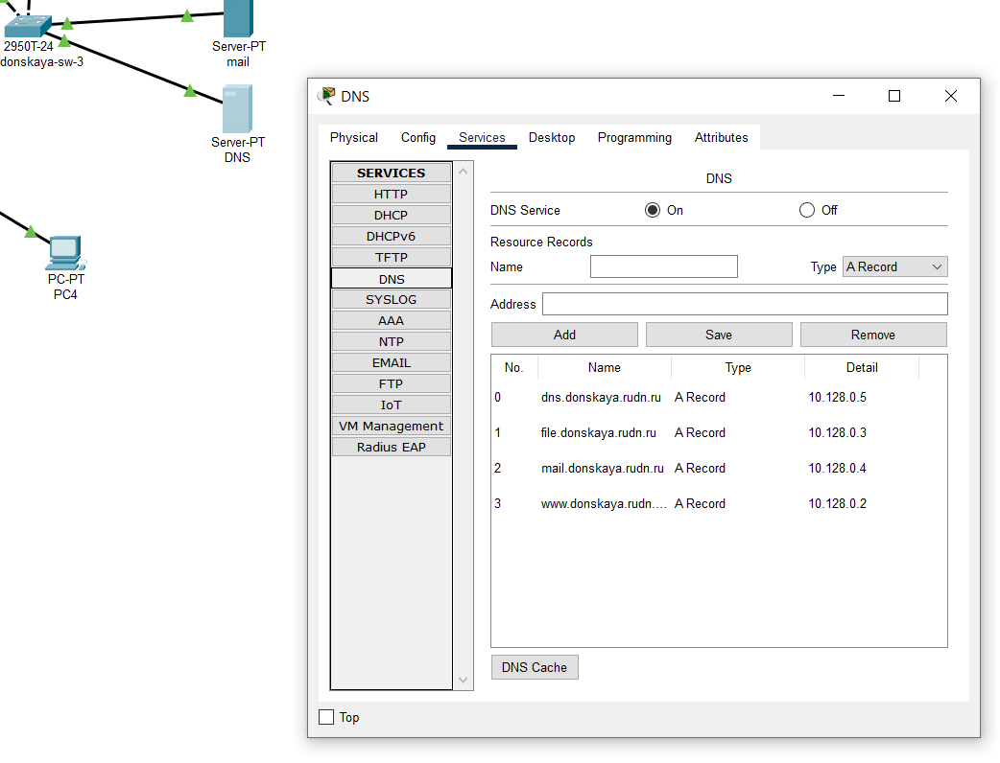 2950T-24
donskaya-sw-3
Server-PT
mail
Server-PT
DNS
PC-PT
PC4
DNS
Physical Config Services Desktop Programming Attributes
SERVICES
HTTP
DHCP
DHCPv6
TFTP
DNS
SYSLOG
AAA
NTP
EMAIL
FTP
IoT
VM Management
Radius EAP
DNS
DNS Service On Off
Resource Records
Name Type A Record
Address
Add Save Remove
No. Name Type Detail
0 dns.donskaya.rudn.ru A Record 10.128.0.5
1 file.donskaya.rudn.ru A Record 10.128.0.3
2 mail.donskaya.rudn.ru A Record 10.128.0.4
3 www.donskaya.rudn.... A Record 10.128.0.2
DNS Cache
Top